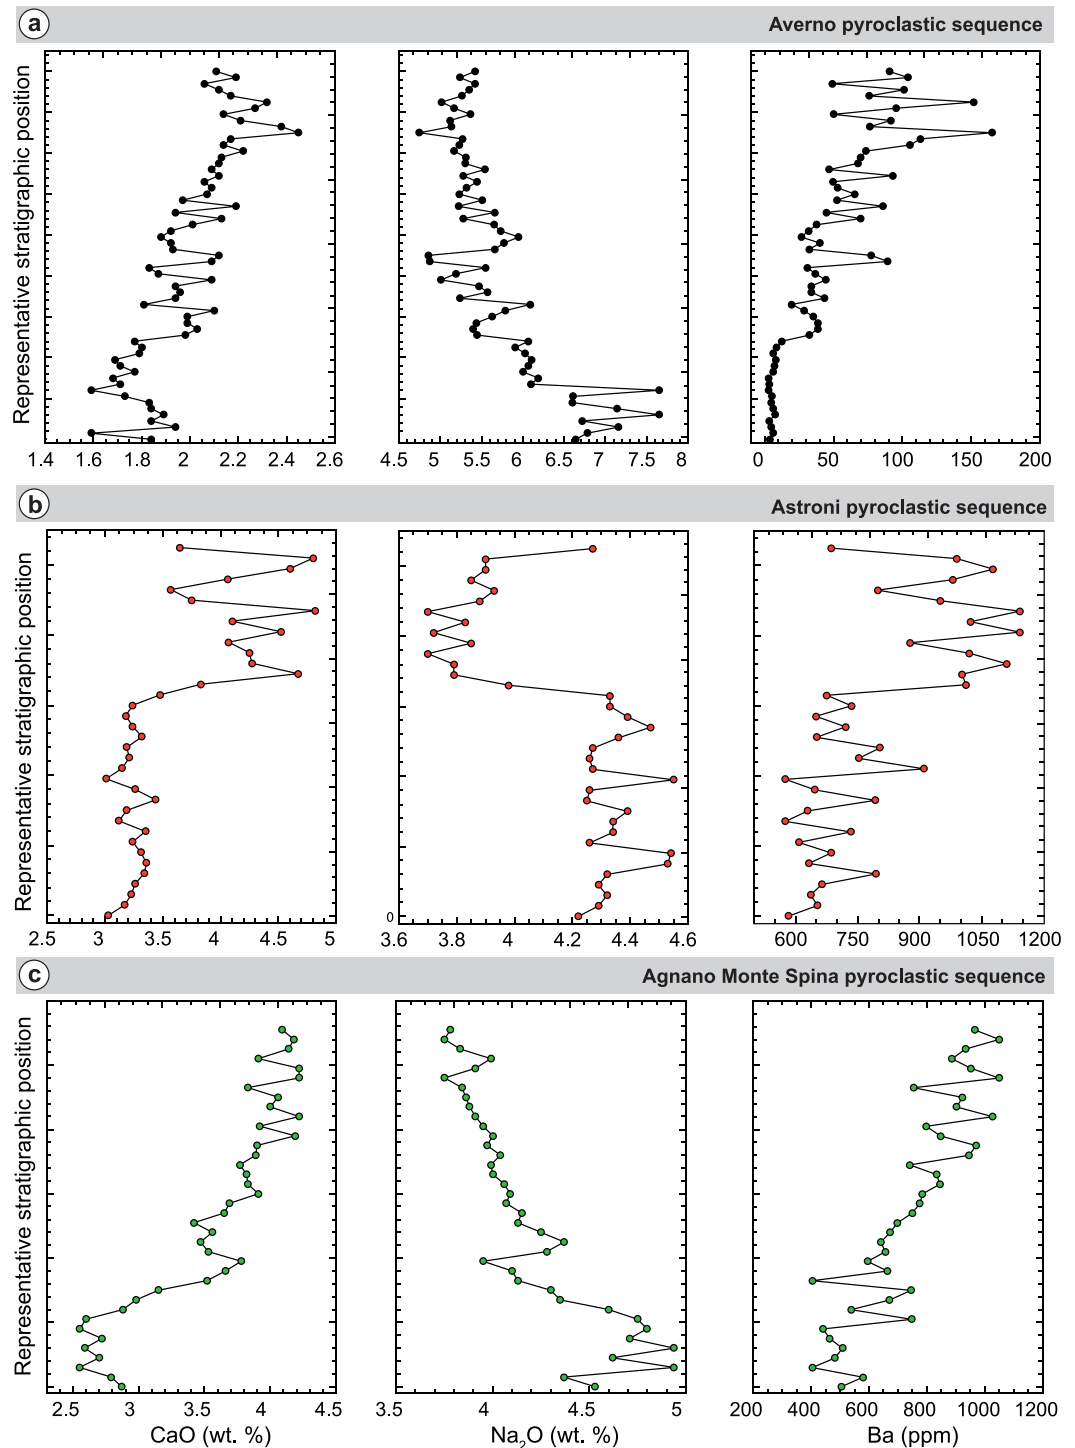 a Averno pyroclastic sequence
Representative stratigraphic position
1.4 1.6 1.8 2 2.2 2.4 2.6
4.5 5 5.5 6 6.5 7 7.5 8
0 50 100 150 200
b Astroni pyroclastic sequence
Representative stratigraphic position
0
2.5 3 3.5 4 4.5 5
3.6 3.8 4 4.2 4.4 4.6
600 750 900 1050 1200
c Agnano Monte Spina pyroclastic sequence
Representative stratigraphic position
2.5 3 3.5 4 4.5
3.5 4 4.5 5
200 400 600 800 1000 1200
CaO (wt. %) Na₂O (wt. %) Ba (ppm)